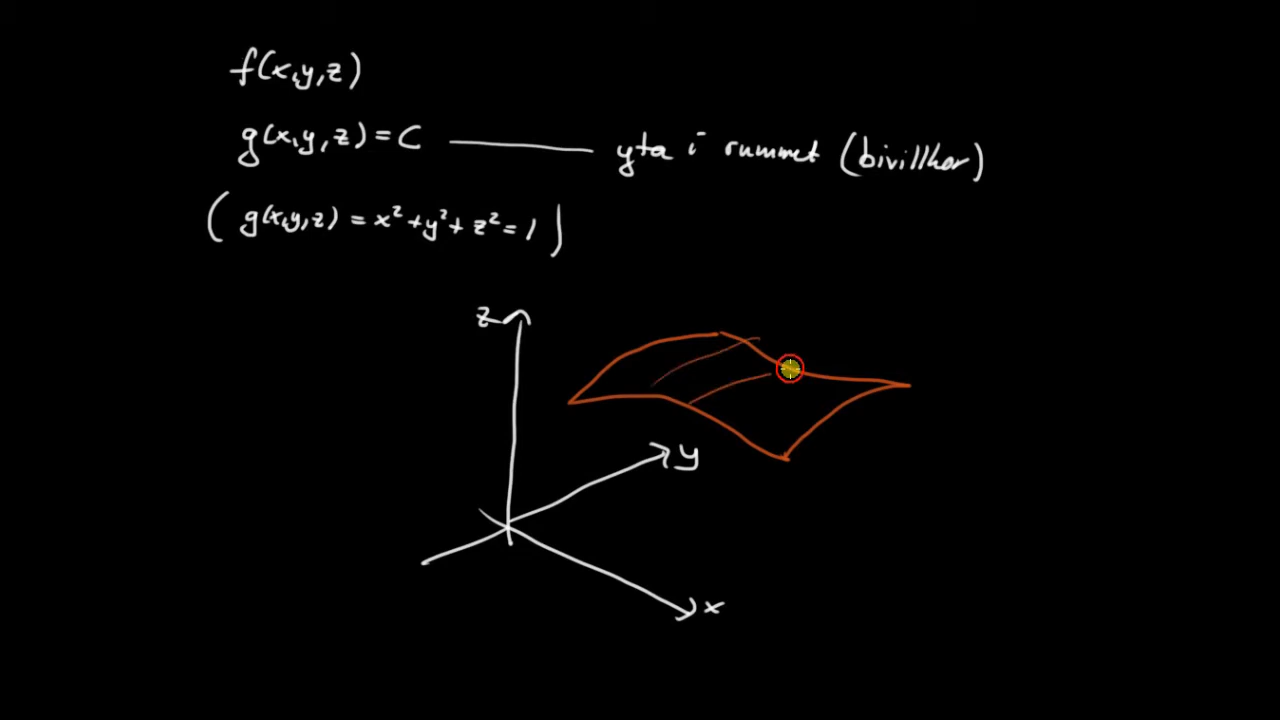 f(x,y,z)
g(x,y,z) = C — yta i rummet (bivillkor)
( g(x,y,z) = x² + y² + z² = 1 )
z
y
x